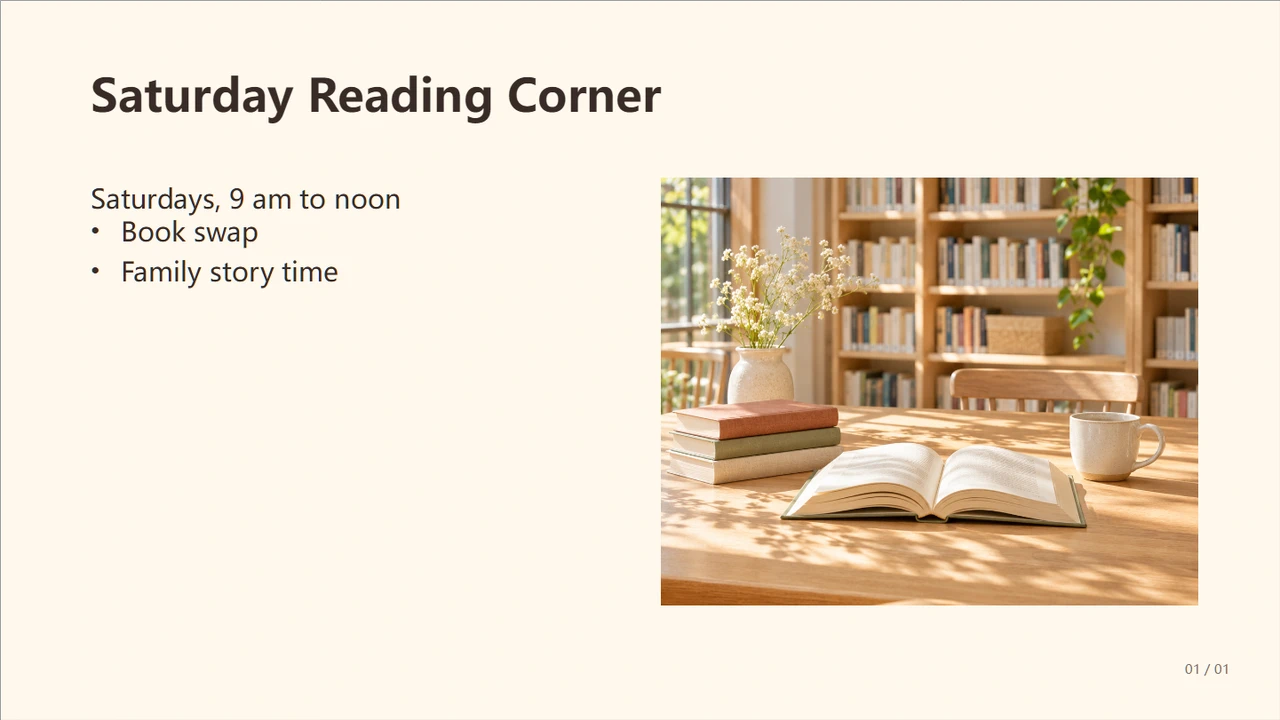 Saturday Reading Corner
Saturdays, 9 am to noon
• Book swap
• Family story time
01 / 01